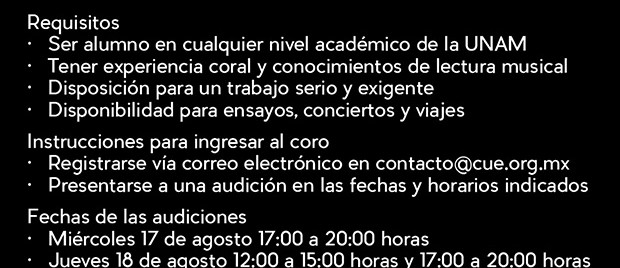 Requisitos
· Ser alumno en cualquier nivel académico de la UNAM
· Tener experiencia coral y conocimientos de lectura musical
· Disposición para un trabajo serio y exigente
· Disponibilidad para ensayos, conciertos y viajes
Instrucciones para ingresar al coro
· Registrarse vía correo electrónico en contacto@cue.org.mx
· Presentarse a una audición en las fechas y horarios indicados
Fechas de las audiciones
· Miércoles 17 de agosto 17:00 a 20:00 horas
· Jueves 18 de agosto 12:00 a 15:00 horas y 17:00 a 20:00 horas